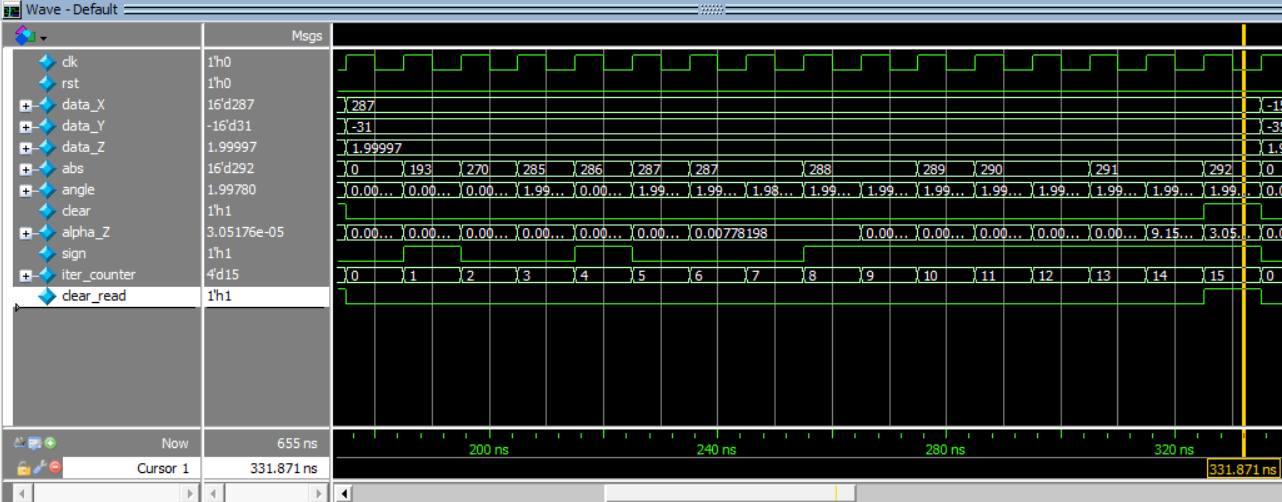 Wave - Default
Msgs
clk 1'h0
rst 1'h0
data_X 16'd287 287 -15
data_Y -16'd31 -31 -35
data_Z 1.99997 1.99997 1.9
abs 16'd292 0 193 270 285 286 287 287 288 289 290 291 292 0
angle 1.99780 0.00... 0.00... 0.00... 1.99... 0.00... 1.99... 1.99... 1.98... 1.99... 1.99... 1.99... 1.99... 1.99... 1.99... 1.99... 1.99... 0.0
clear 1'h1
alpha_Z 3.05176e-05 0.00... 0.00... 0.00... 0.00... 0.00... 0.00... 0.00778198 0.00... 0.00... 0.00... 0.00... 0.00... 9.15... 3.05... 0.0
sign 1'h1
iter_counter 4'd15 0 1 2 3 4 5 6 7 8 9 10 11 12 13 14 15 0
clear_read 1'h1
Now 655 ns 200 ns 240 ns 280 ns 320 ns
Cursor 1 331.871 ns 331.871 ns